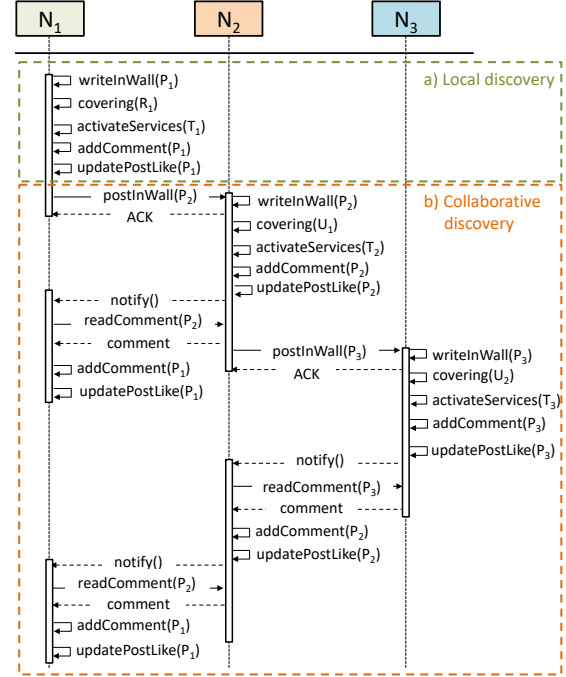 N₁ N₂ N₃
a) Local discovery
writeInWall(P₁)
covering(R₁)
activateServices(T₁)
addComment(P₁)
updatePostLike(P₁)
b) Collaborative
discovery
postInWall(P₂)
ACK
writeInWall(P₂)
covering(U₁)
activateServices(T₂)
addComment(P₂)
updatePostLike(P₂)
notify()
readComment(P₂)
comment
addComment(P₁)
updatePostLike(P₁)
postInWall(P₃)
ACK
writeInWall(P₃)
covering(U₂)
activateServices(T₃)
addComment(P₃)
updatePostLike(P₃)
notify()
readComment(P₃)
comment
addComment(P₂)
updatePostLike(P₂)
notify()
readComment(P₂)
comment
addComment(P₁)
updatePostLike(P₁)